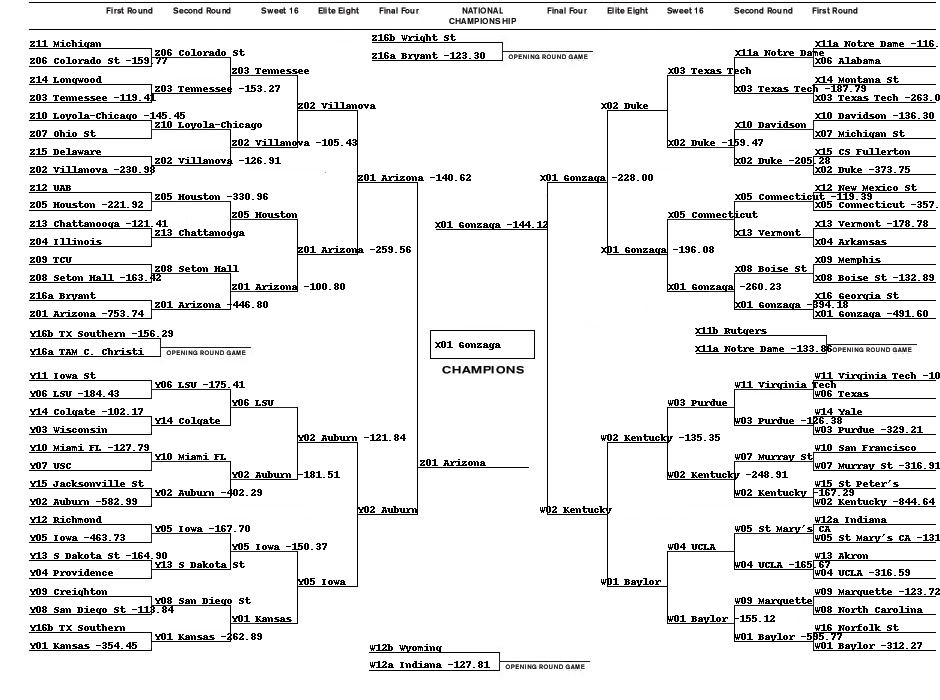 First Round Second Round Sweet 16 Elite Eight Final Four NATIONAL CHAMPIONSHIP Final Four Elite Eight Sweet 16 Second Round First Round
Z11 Michigan
Z06 Colorado St -159.77
Z14 Longwood
Z03 Tennessee -119.41
Z10 Loyola-Chicago -145.45
Z07 Ohio St
Z15 Delaware
Z02 Villanova -230.98
Z12 UAB
Z05 Houston -221.92
Z13 Chattanooga -121.41
Z04 Illinois
Z09 TCU
Z08 Seton Hall -163.42
Z16a Bryant
Z01 Arizona -753.74
Z06 Colorado St
Z03 Tennessee -153.27
Z10 Loyola-Chicago
Z02 Villanova -126.91
Z05 Houston -330.96
Z13 Chattanooga
Z08 Seton Hall
Z01 Arizona -446.80
Z03 Tennessee
Z02 Villanova -105.43
Z05 Houston
Z01 Arizona -100.80
Z02 Villanova
Z01 Arizona -259.56
Z01 Arizona -140.62
Z16b Wright St
Z16a Bryant -123.30
OPENING ROUND GAME
Y16b TX Southern -156.29
Y16a TAM C. Christi
OPENING ROUND GAME
Y11 Iowa St
Y06 LSU -184.43
Y14 Colgate -102.17
Y03 Wisconsin
Y10 Miami FL -127.79
Y07 USC
Y15 Jacksonville St
Y02 Auburn -582.99
Y12 Richmond
Y05 Iowa -463.73
Y13 S Dakota St -164.90
Y04 Providence
Y09 Creighton
Y08 San Diego St -113.84
Y16b TX Southern
Y01 Kansas -354.45
Y06 LSU -175.41
Y14 Colgate
Y10 Miami FL
Y02 Auburn -402.29
Y05 Iowa -167.70
Y13 S Dakota St
Y08 San Diego St
Y01 Kansas -262.89
Y06 LSU
Y02 Auburn -181.51
Y05 Iowa -150.37
Y01 Kansas
Y02 Auburn -121.84
Y05 Iowa
Y02 Auburn
X01 Gonzaga -144.12
X01 Gonzaga
CHAMPIONS
Z01 Arizona
X01 Gonzaga -228.00
W02 Kentucky
X02 Duke
X01 Gonzaga -196.08
X03 Texas Tech
X02 Duke -159.47
X05 Connecticut
X01 Gonzaga -260.23
X11a Notre Dame
X03 Texas Tech -187.79
X10 Davidson
X02 Duke -205.28
X05 Connecticut -119.39
X13 Vermont
X08 Boise St
X01 Gonzaga -394.18
X11a Notre Dame -116.
X06 Alabama
X14 Montana St
X03 Texas Tech -263.0
X10 Davidson -136.30
X07 Michigan St
X15 CS Fullerton
X02 Duke -373.75
X12 New Mexico St
X05 Connecticut -357.
X13 Vermont -178.78
X04 Arkansas
X09 Memphis
X08 Boise St -132.89
X16 Georgia St
X01 Gonzaga -491.60
X11b Rutgers
X11a Notre Dame -133.86
OPENING ROUND GAME
W02 Kentucky -135.35
W01 Baylor
W03 Purdue
W02 Kentucky -248.91
W04 UCLA
W01 Baylor -155.12
W11 Virginia Tech
W03 Purdue -126.38
W07 Murray St
W02 Kentucky -167.29
W05 St Mary's CA
W04 UCLA -165.67
W09 Marquette
W01 Baylor -595.77
W11 Virginia Tech -10
W06 Texas
W14 Yale
W03 Purdue -329.21
W10 San Francisco
W07 Murray St -316.91
W15 St Peter's
W02 Kentucky -844.64
W12a Indiana
W05 St Mary's CA -131
W13 Akron
W04 UCLA -316.59
W09 Marquette -123.72
W08 North Carolina
W16 Norfolk St
W01 Baylor -312.27
W12b Wyoming
W12a Indiana -127.81
OPENING ROUND GAME